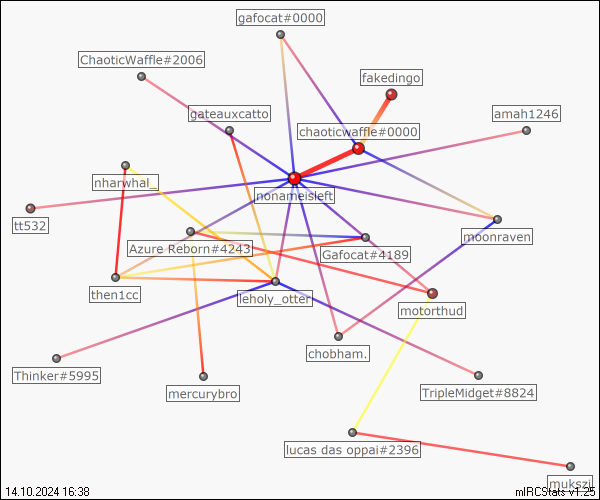 gafocat#0000
ChaoticWaffle#2006
fakedingo
gateauxcatto
amah1246
chaoticwaffle#0000
nharwhal_
nonameisleft
tt532
moonraven
Azure-Reborn#4243
Gafocat#4189
then1cc
leholy_otter
motorthud
chobham.
Thinker#5995
mercurybro
TripleMidget#8824
lucas das oppai#2396
mukszi
14.10.2024 16:38
mIRCStats v1.25